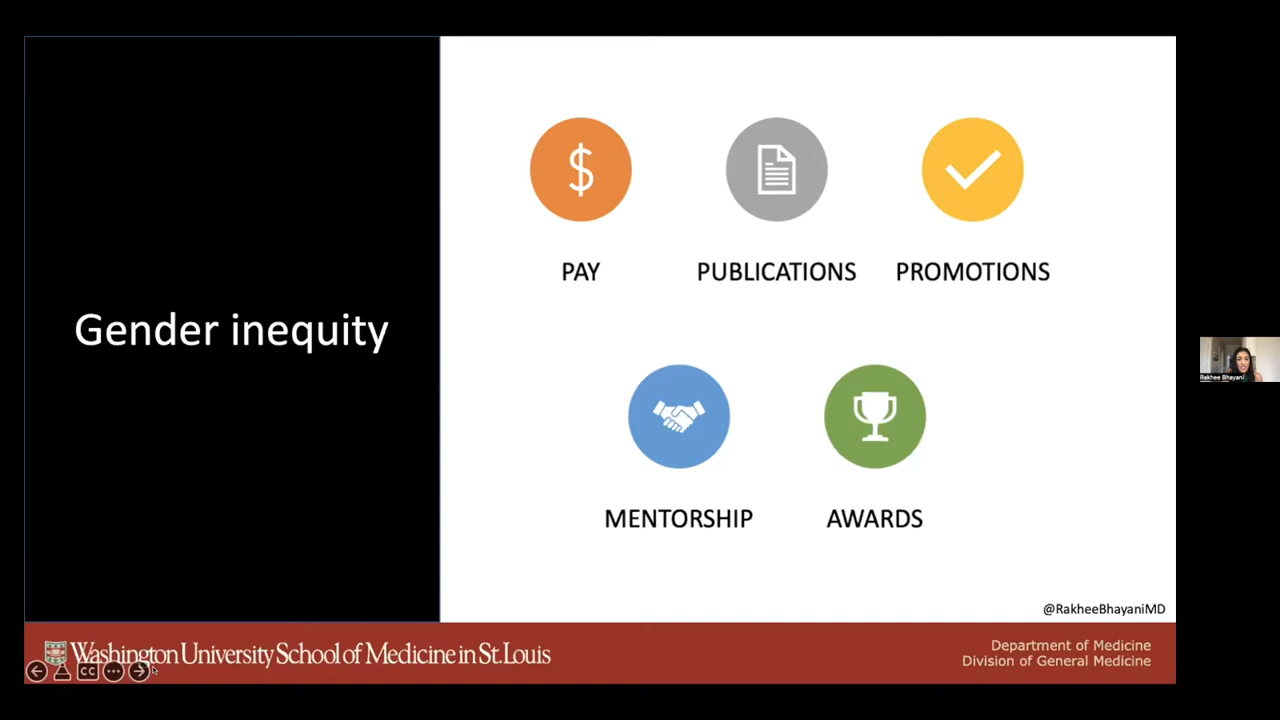 Gender inequity
$
PAY
PUBLICATIONS
PROMOTIONS
MENTORSHIP
AWARDS
@RakheeBhayaniMD
Washington University School of Medicine in St. Louis
Department of Medicine
Division of General Medicine
CC
Rakhee Bhayani